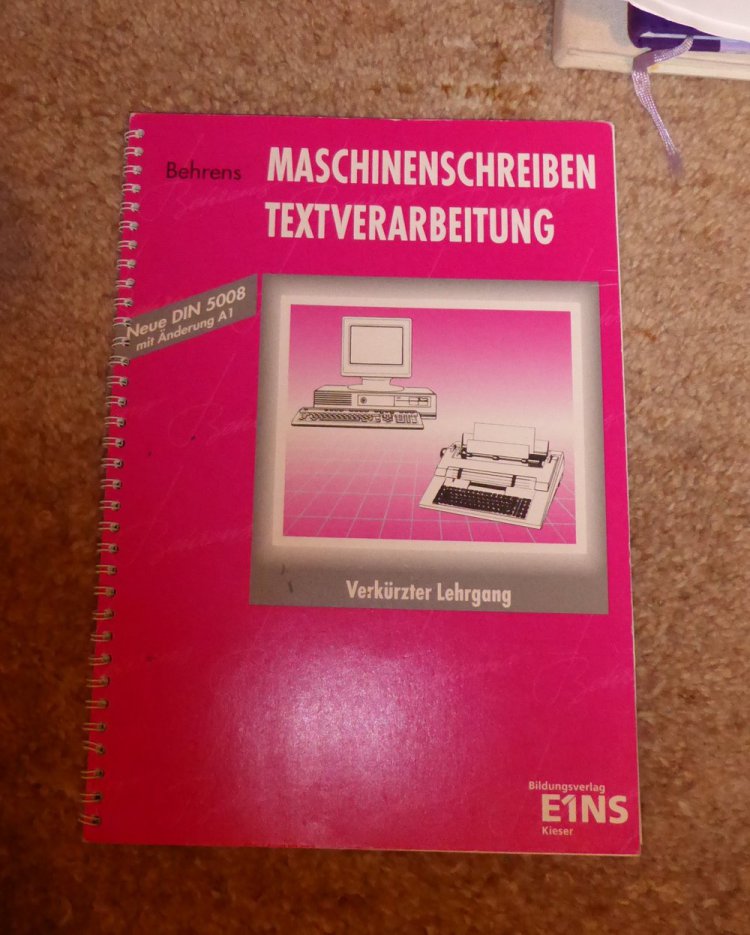 Behrens MASCHINENSCHREIBEN
TEXTVERARBEITUNG
Neue DIN 5008
mit Änderung A1
Verkürzter Lehrgang
Bildungsverlag
E1NS
Kieser